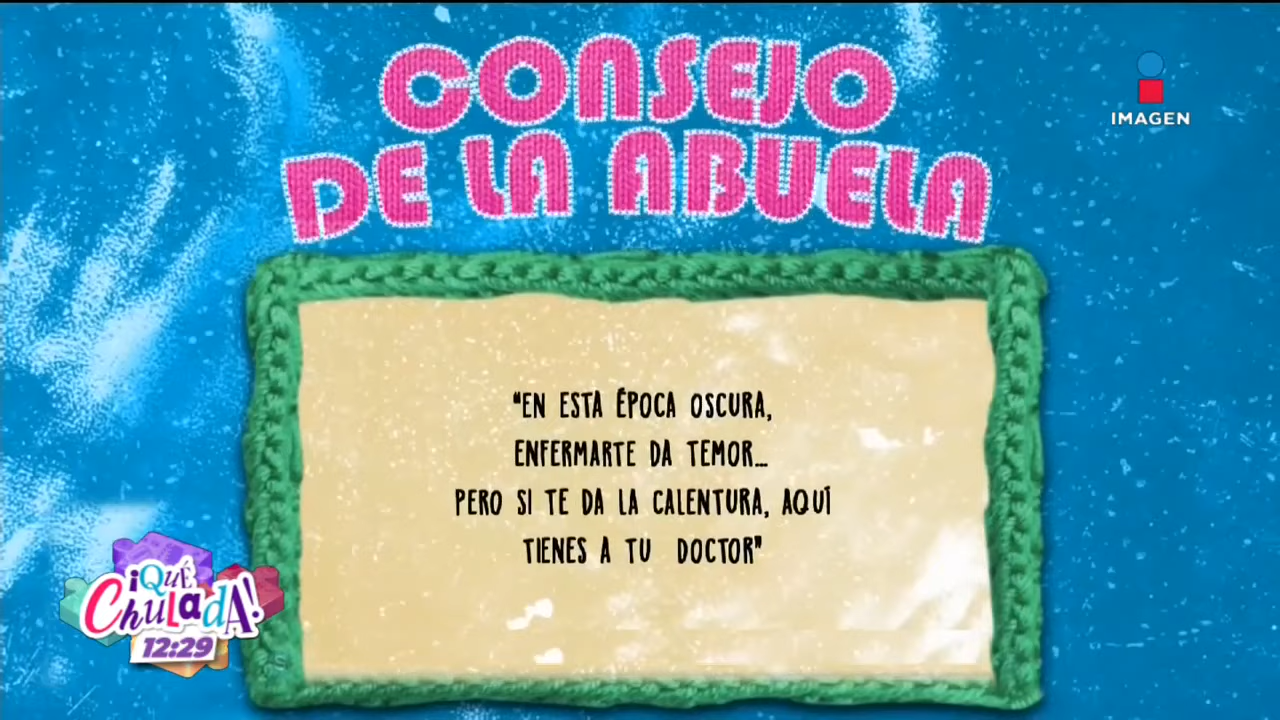 CONSEJO
DE LA ABUELA
IMAGEN
"EN ESTA ÉPOCA OSCURA,
ENFERMARTE DA TEMOR...
PERO SI TE DA LA CALENTURA, AQUÍ
TIENES A TU DOCTOR"
¡QUÉ
ChULadA!
12:29